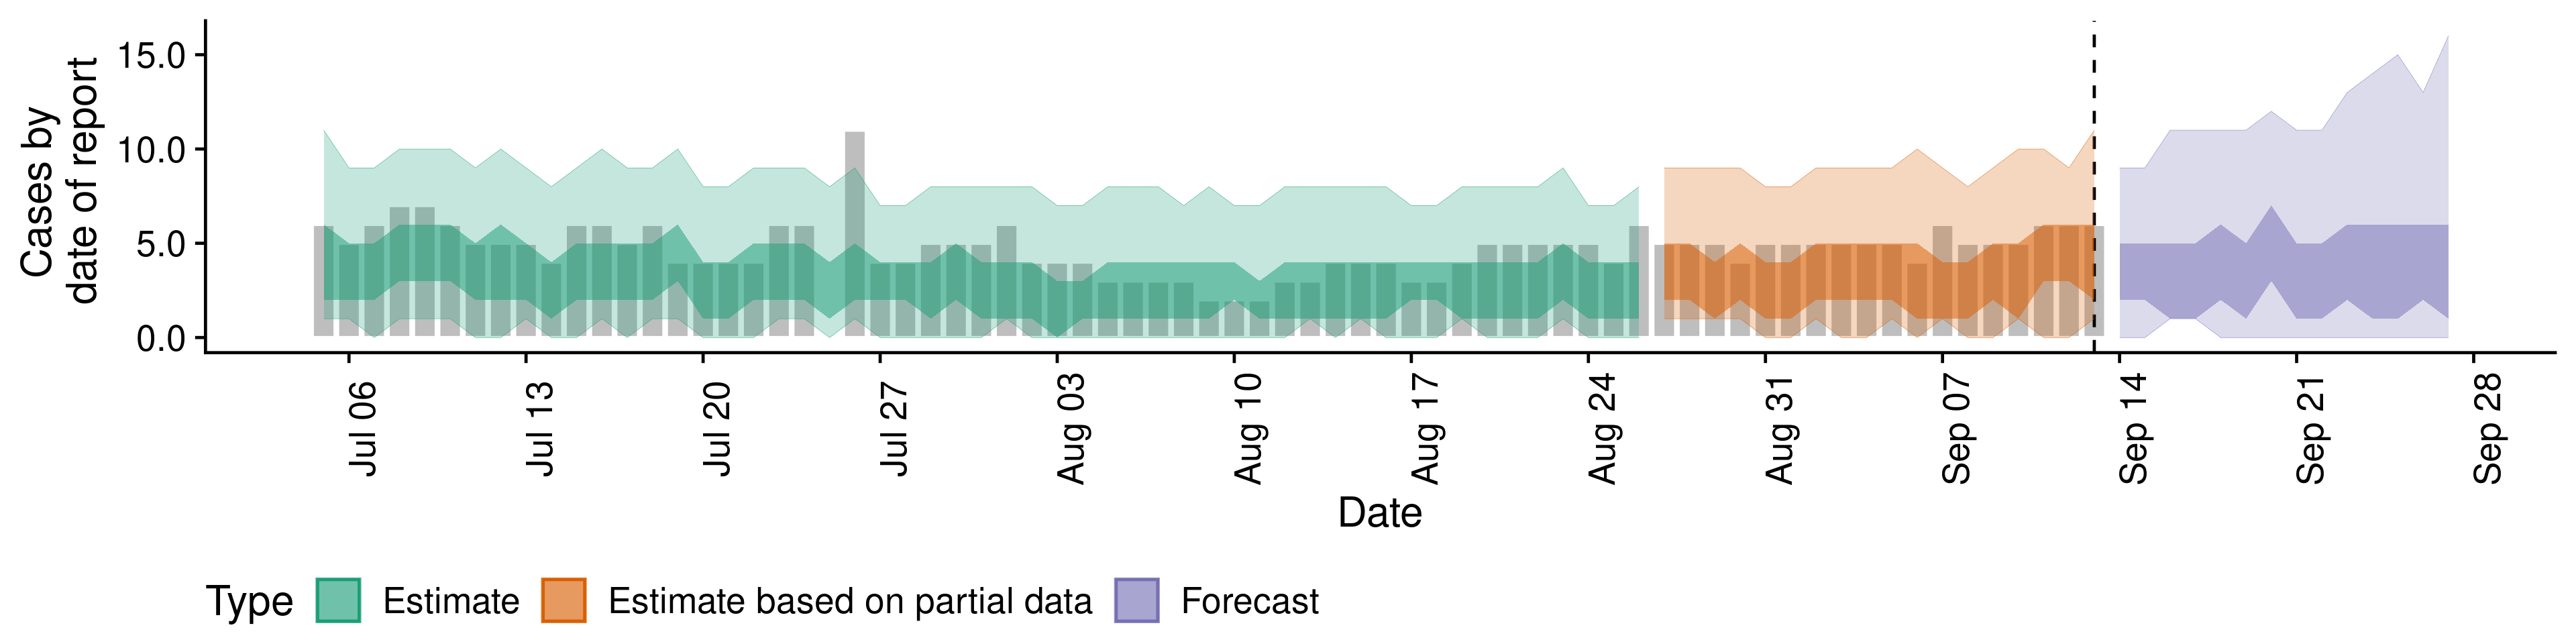 Cases by
date of report
15.0
10.0
5.0
0.0
Jul 06
Jul 13
Jul 20
Jul 27
Aug 03
Aug 10
Aug 17
Aug 24
Aug 31
Sep 07
Sep 14
Sep 21
Sep 28
Date
Type Estimate Estimate based on partial data Forecast